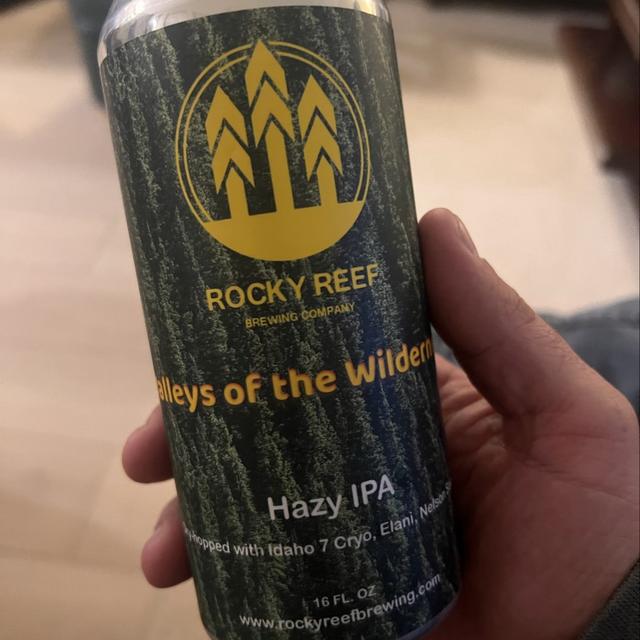 ROCKY REEF
BREWING COMPANY
alleys of the Wildern
Hazy IPA
hopped with Idaho 7 Cryo, Elani, Nelson
16 FL. OZ
www.rockyreefbrewing.com